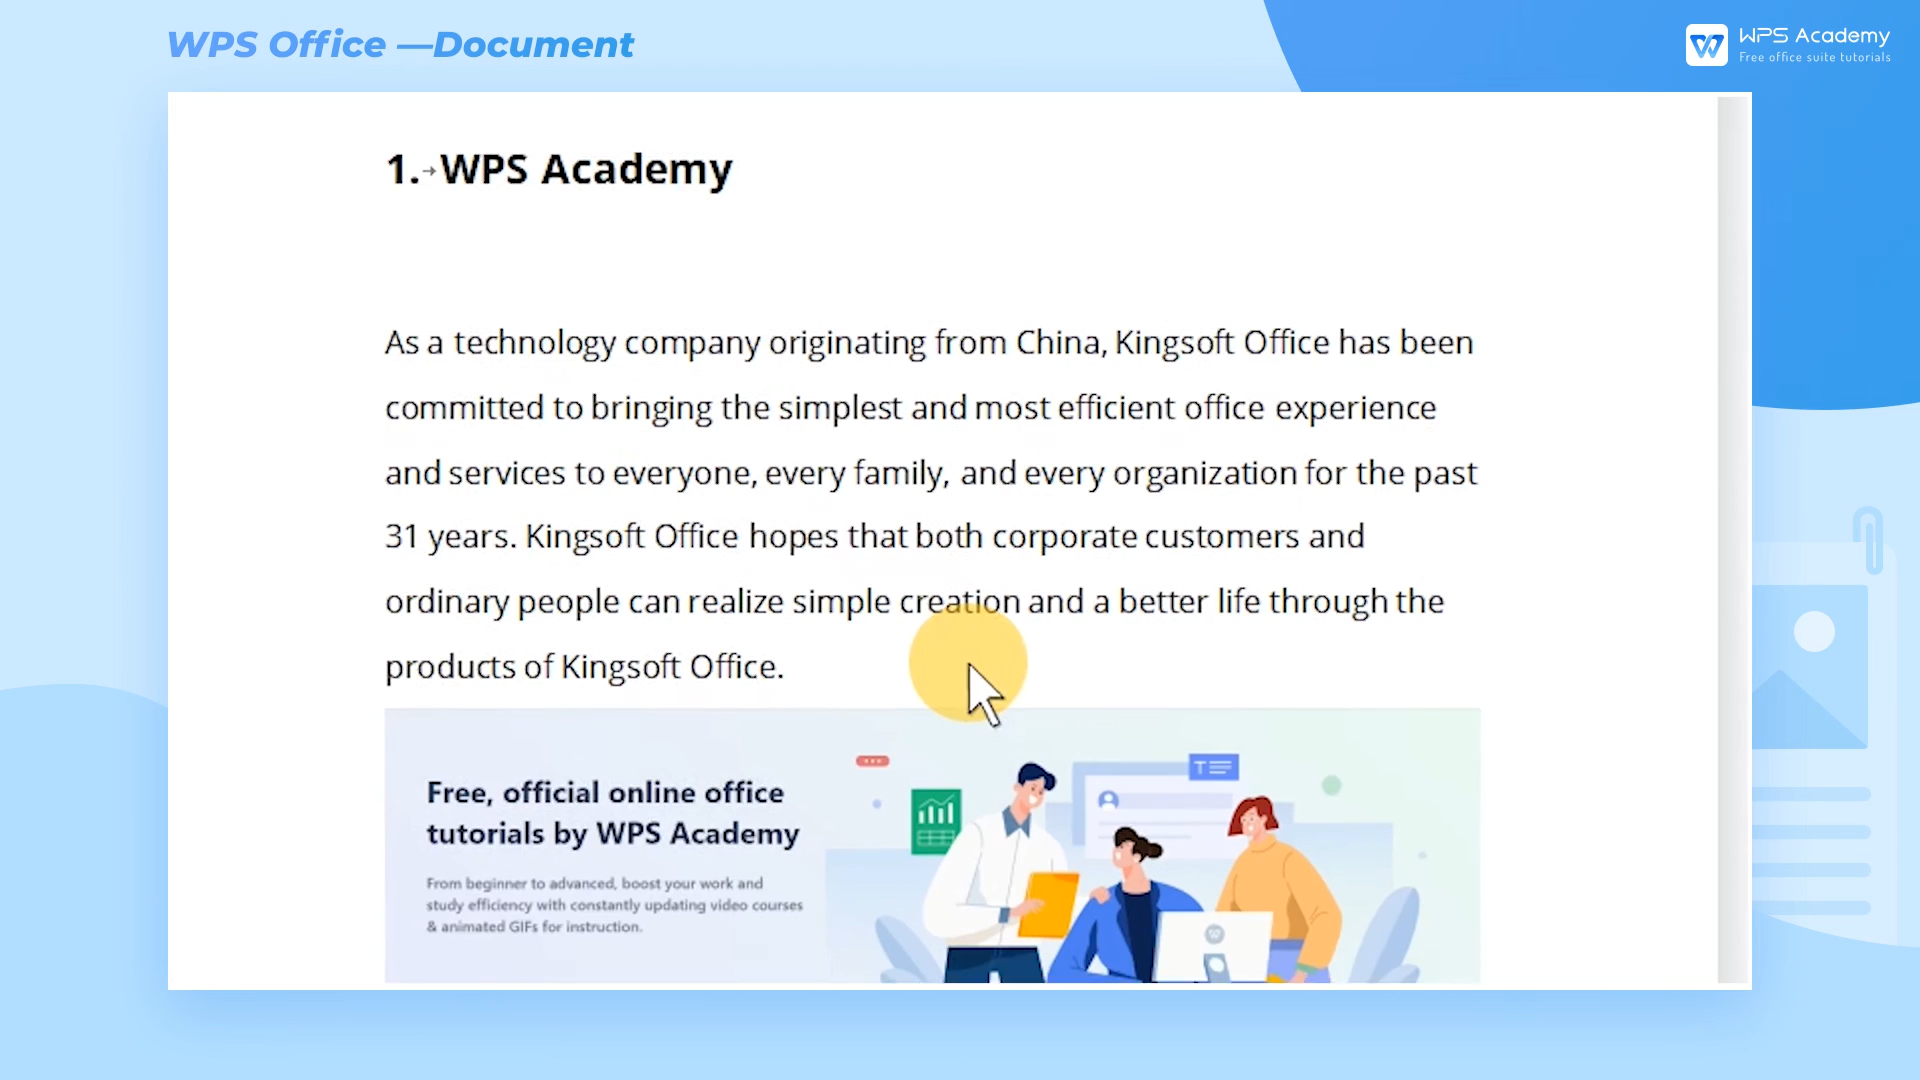 WPS Office —Document
WPS Academy
Free office suite tutorials
1.→WPS Academy
As a technology company originating from China, Kingsoft Office has been
committed to bringing the simplest and most efficient office experience
and services to everyone, every family, and every organization for the past
31 years. Kingsoft Office hopes that both corporate customers and
ordinary people can realize simple creation and a better life through the
products of Kingsoft Office.
Free, official online office
tutorials by WPS Academy
From beginner to advanced, boost your work and
study efficiency with constantly updating video courses
& animated GIFs for instruction.
T